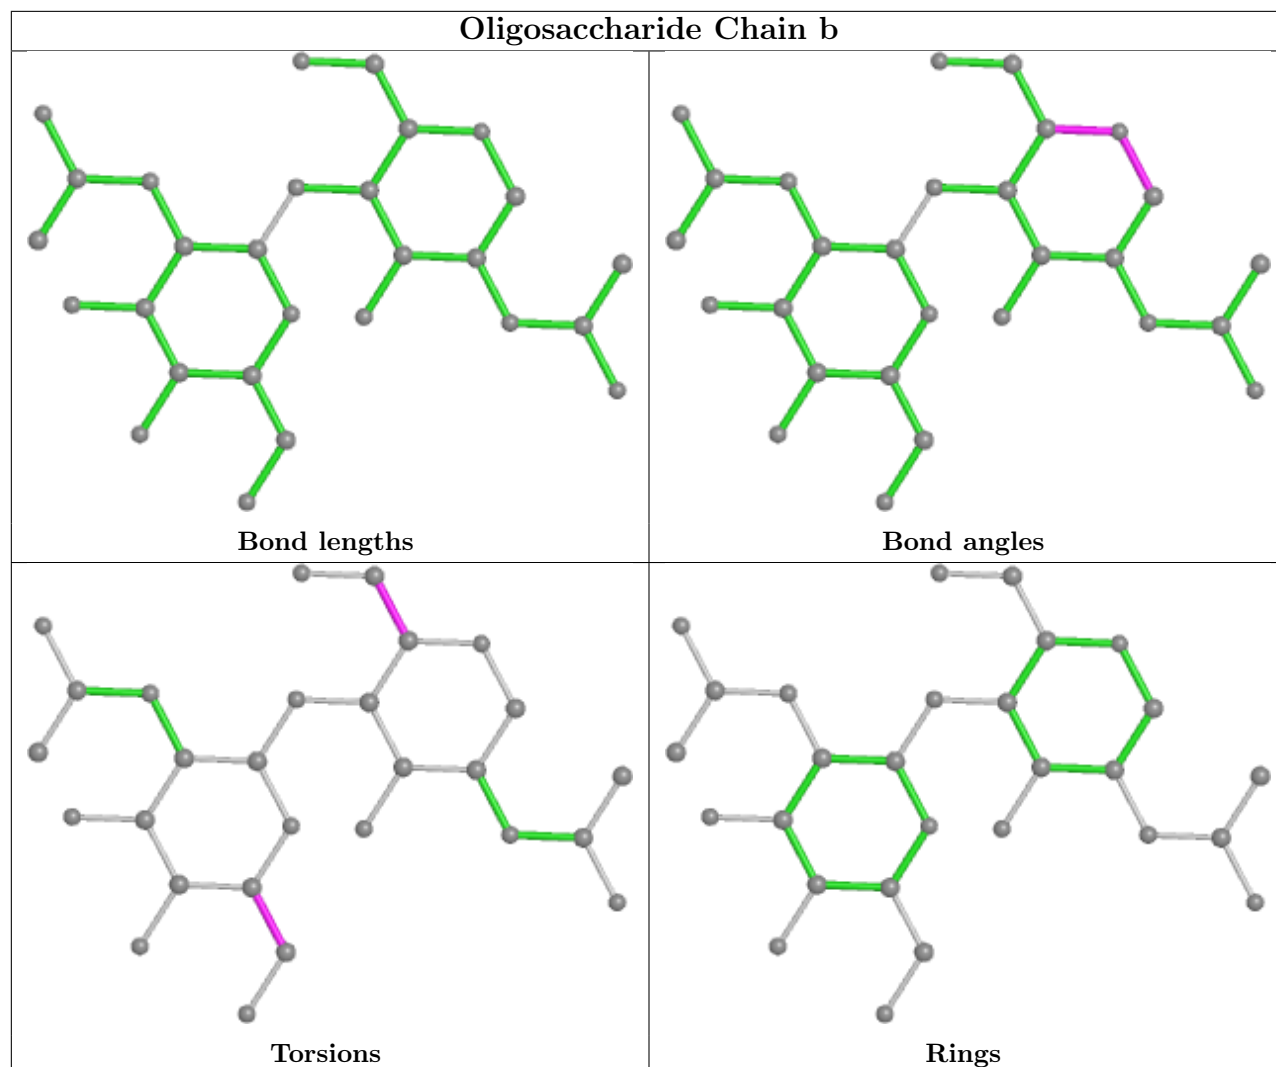 Oligosaccharide Chain b
Bond lengths
Bond angles
Torsions
Rings